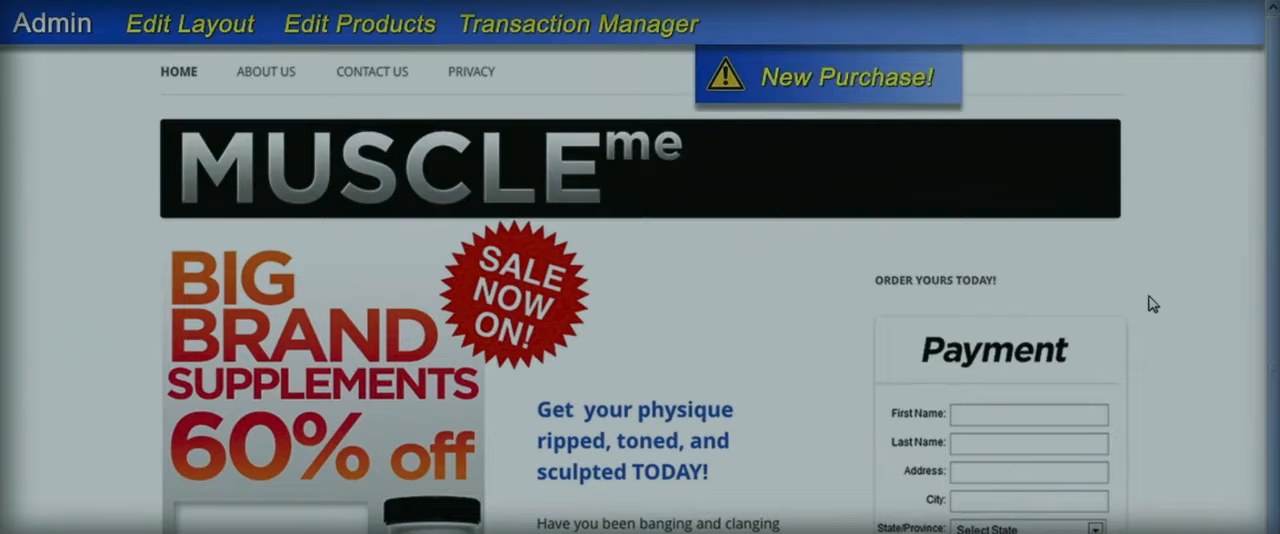 Admin Edit Layout Edit Products Transaction Manager
HOME ABOUT US CONTACT US PRIVACY
New Purchase!
MUSCLEme
BIG
BRAND
SUPPLEMENTS
60% off
SALE
NOW
ON!
Get your physique
ripped, toned, and
sculpted TODAY!
Have you been banging and clanging
ORDER YOURS TODAY!
Payment
First Name:
Last Name:
Address:
City:
State/Province: Select State